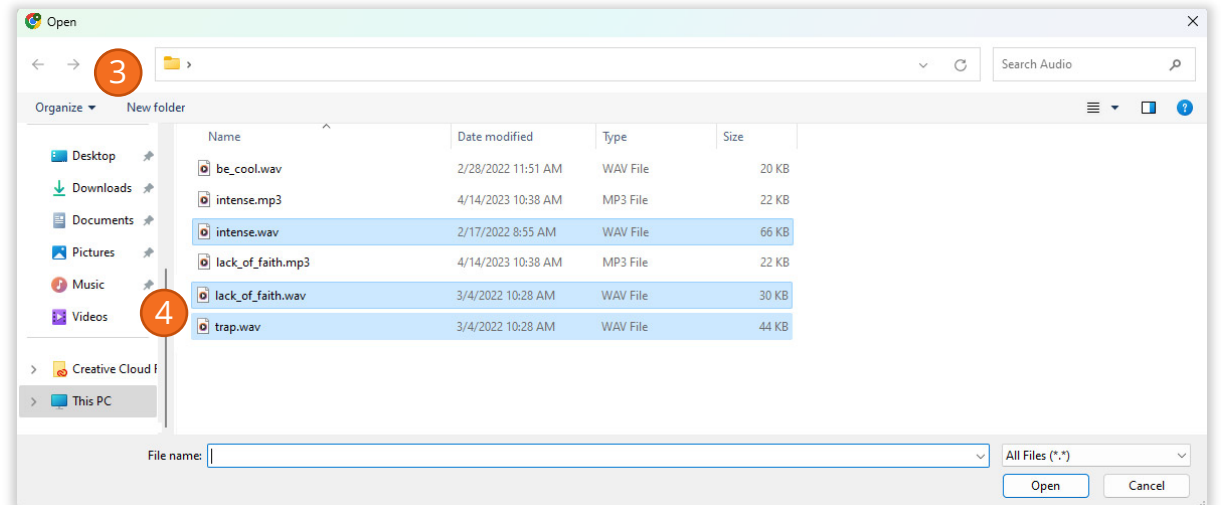 Open
3
Search Audio
Organize New folder
Name Date modified Type Size
Desktop
Downloads
Documents
Pictures
Music
Videos
Creative Cloud F
This PC
be_cool.wav 2/28/2022 11:51 AM WAV File 20 KB
intense.mp3 4/14/2023 10:38 AM MP3 File 22 KB
intense.wav 2/17/2022 8:55 AM WAV File 66 KB
lack_of_faith.mp3 4/14/2023 10:38 AM MP3 File 22 KB
lack_of_faith.wav 3/4/2022 10:28 AM WAV File 30 KB
4
trap.wav 3/4/2022 10:28 AM WAV File 44 KB
File name: All Files (*.*)
Open Cancel